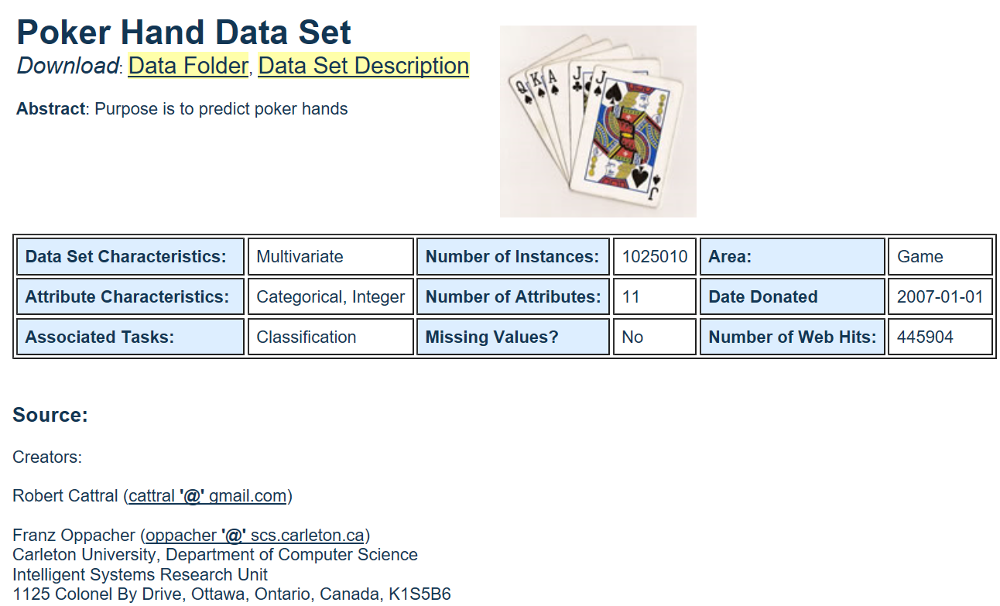 Poker Hand Data Set
Download: Data Folder, Data Set Description
Abstract: Purpose is to predict poker hands
Q K A J J
J
Data Set Characteristics: Multivariate Number of Instances: 1025010 Area: Game
Attribute Characteristics: Categorical, Integer Number of Attributes: 11 Date Donated 2007-01-01
Associated Tasks: Classification Missing Values? No Number of Web Hits: 445904
Source:
Creators:
Robert Cattral (cattral '@' gmail.com)
Franz Oppacher (oppacher '@' scs.carleton.ca)
Carleton University, Department of Computer Science
Intelligent Systems Research Unit
1125 Colonel By Drive, Ottawa, Ontario, Canada, K1S5B6